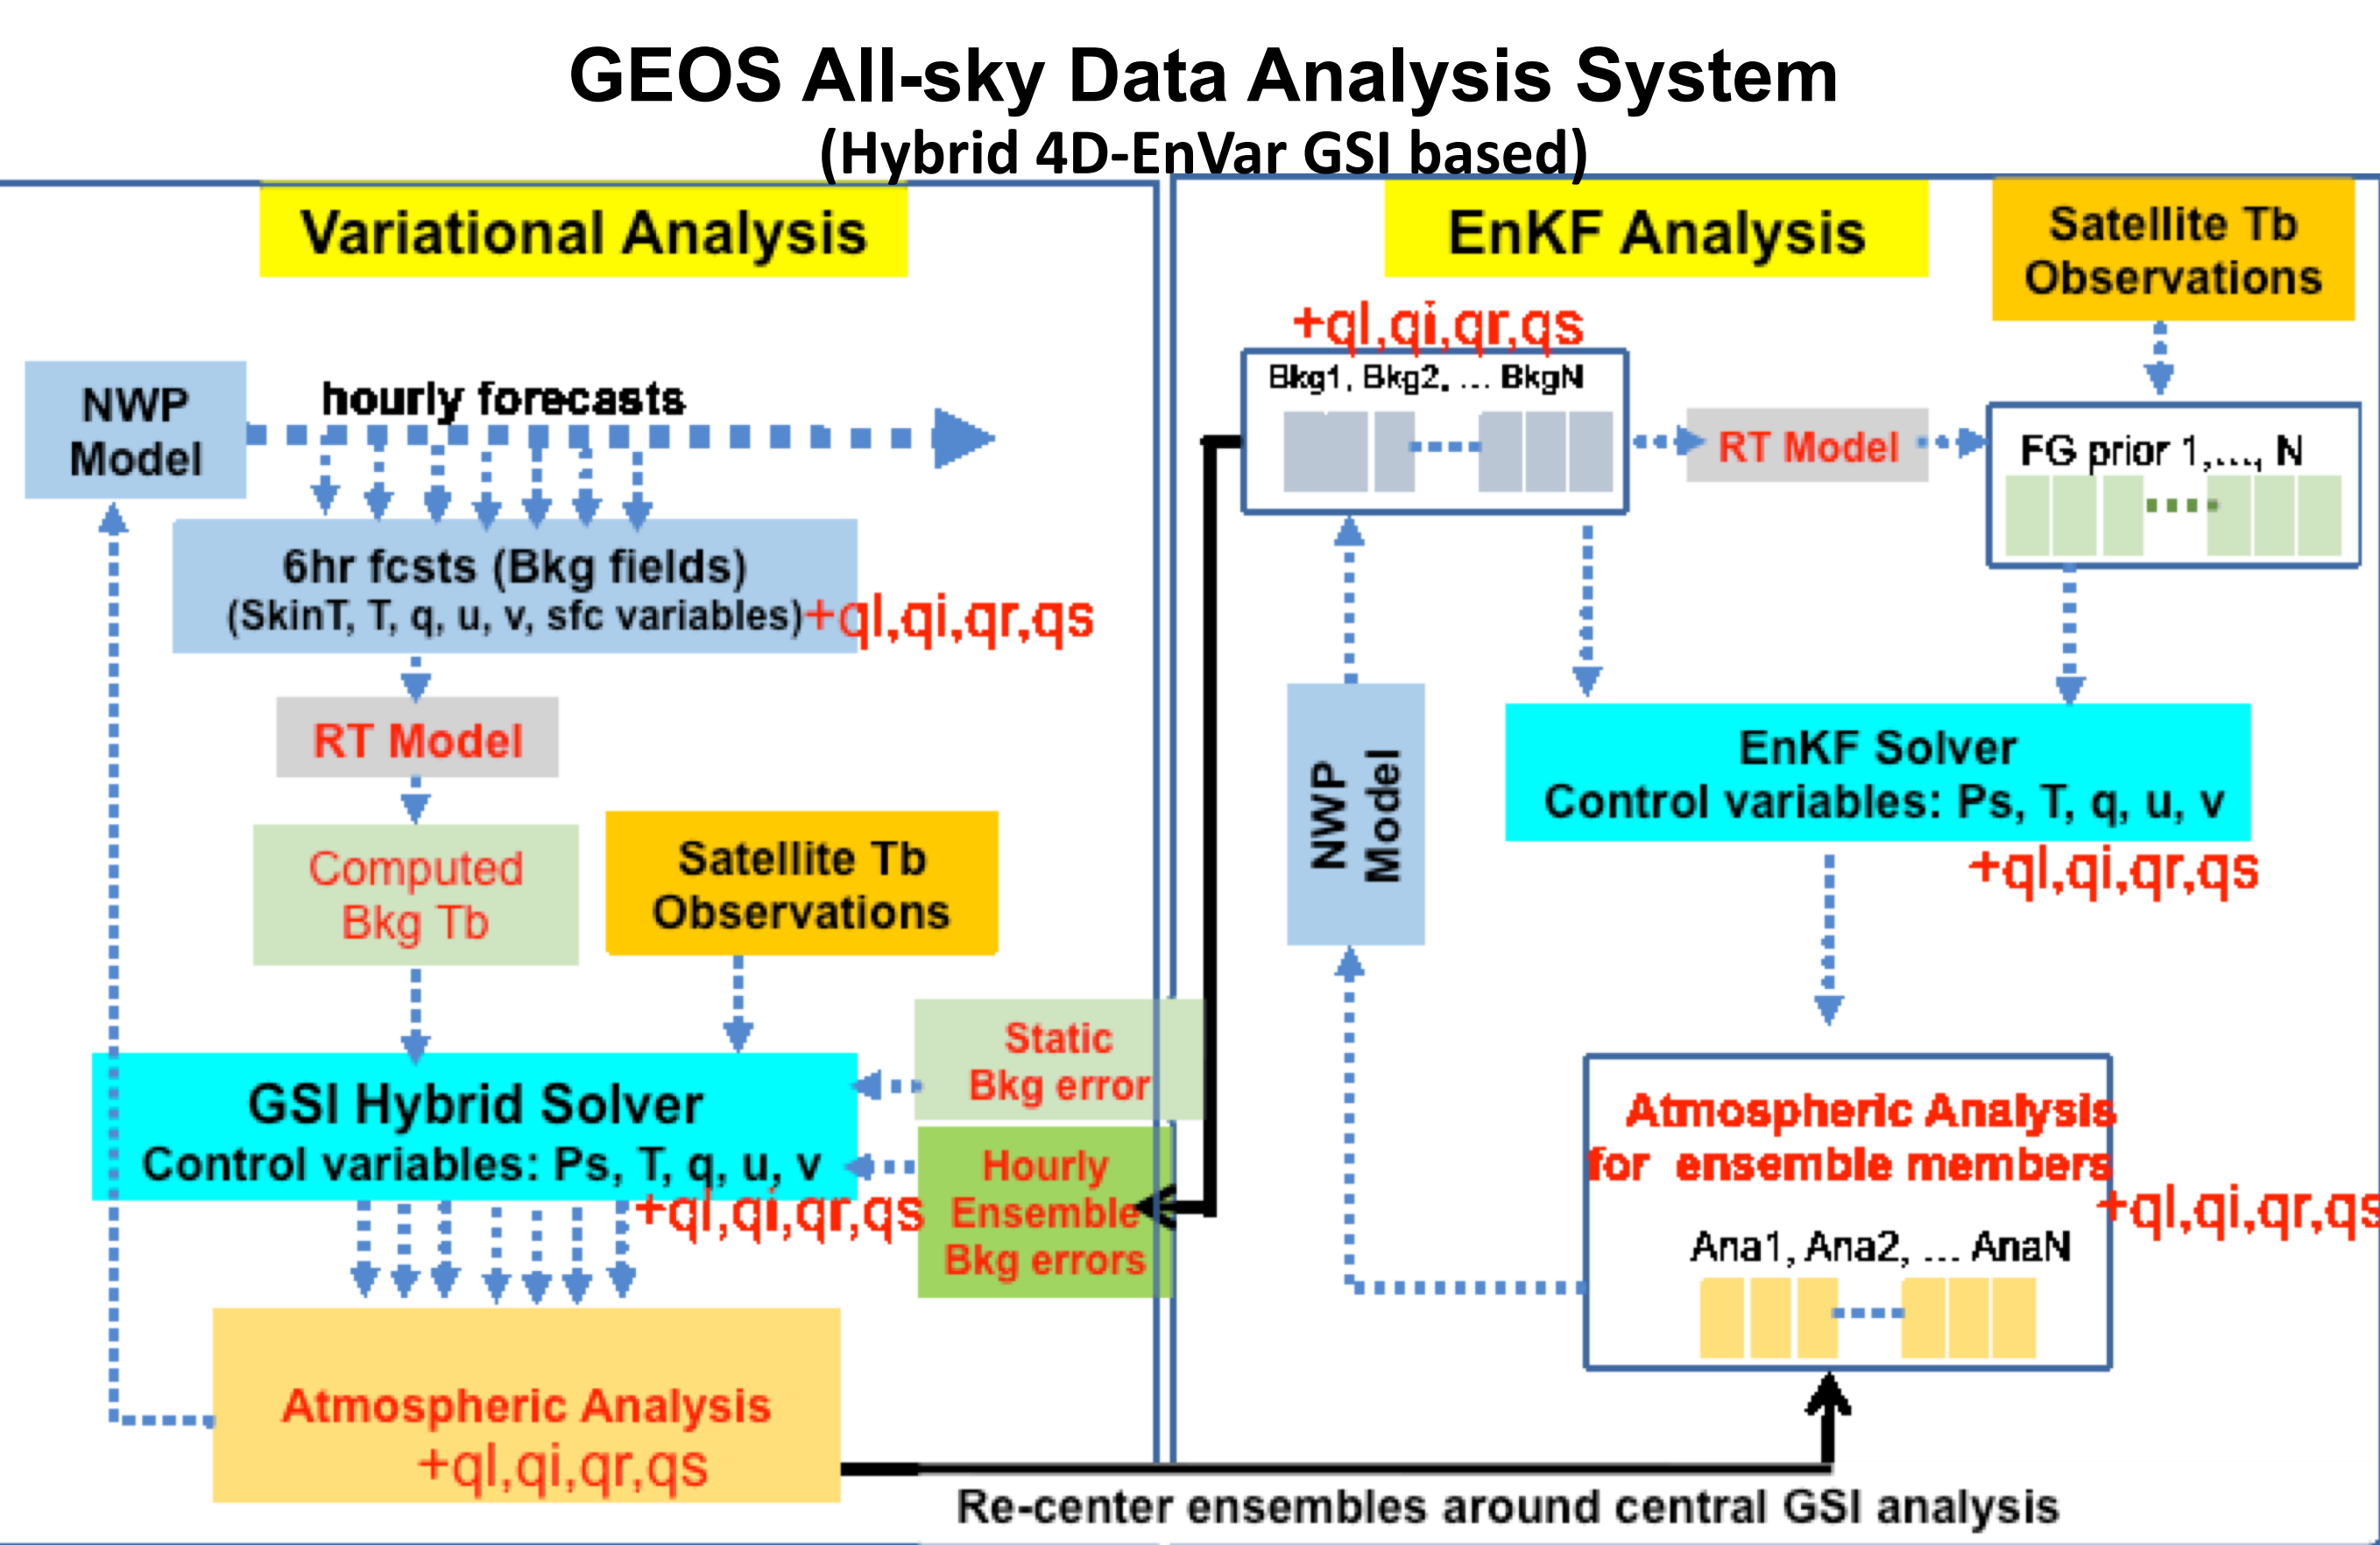 GEOS All-sky Data Analysis System
(Hybrid 4D-EnVar GSI based)
Variational Analysis
NWP
Model
hourly forecasts
6hr fcsts (Bkg fields)
(SkinT, T, q, u, v, sfc variables)+ql,qi,qr,qs
RT Model
Computed
Bkg Tb
Satellite Tb
Observations
Static
Bkg error
GSI Hybrid Solver
Control variables: Ps, T, q, u, v
+ql,qi,qr,qs
Hourly
Ensemble
Bkg errors
Atmospheric Analysis
+ql,qi,qr,qs
EnKF Analysis
Satellite Tb
Observations
+ql,qi,qr,qs
Bkg1, Bkg2, ... BkgN
RT Model
FG prior 1,..., N
NWP
Model
EnKF Solver
Control variables: Ps, T, q, u, v
+ql,qi,qr,qs
Atmospheric Analysis
for ensemble members
+ql,qi,qr,qs
Ana1, Ana2, ... AnaN
Re-center ensembles around central GSI analysis